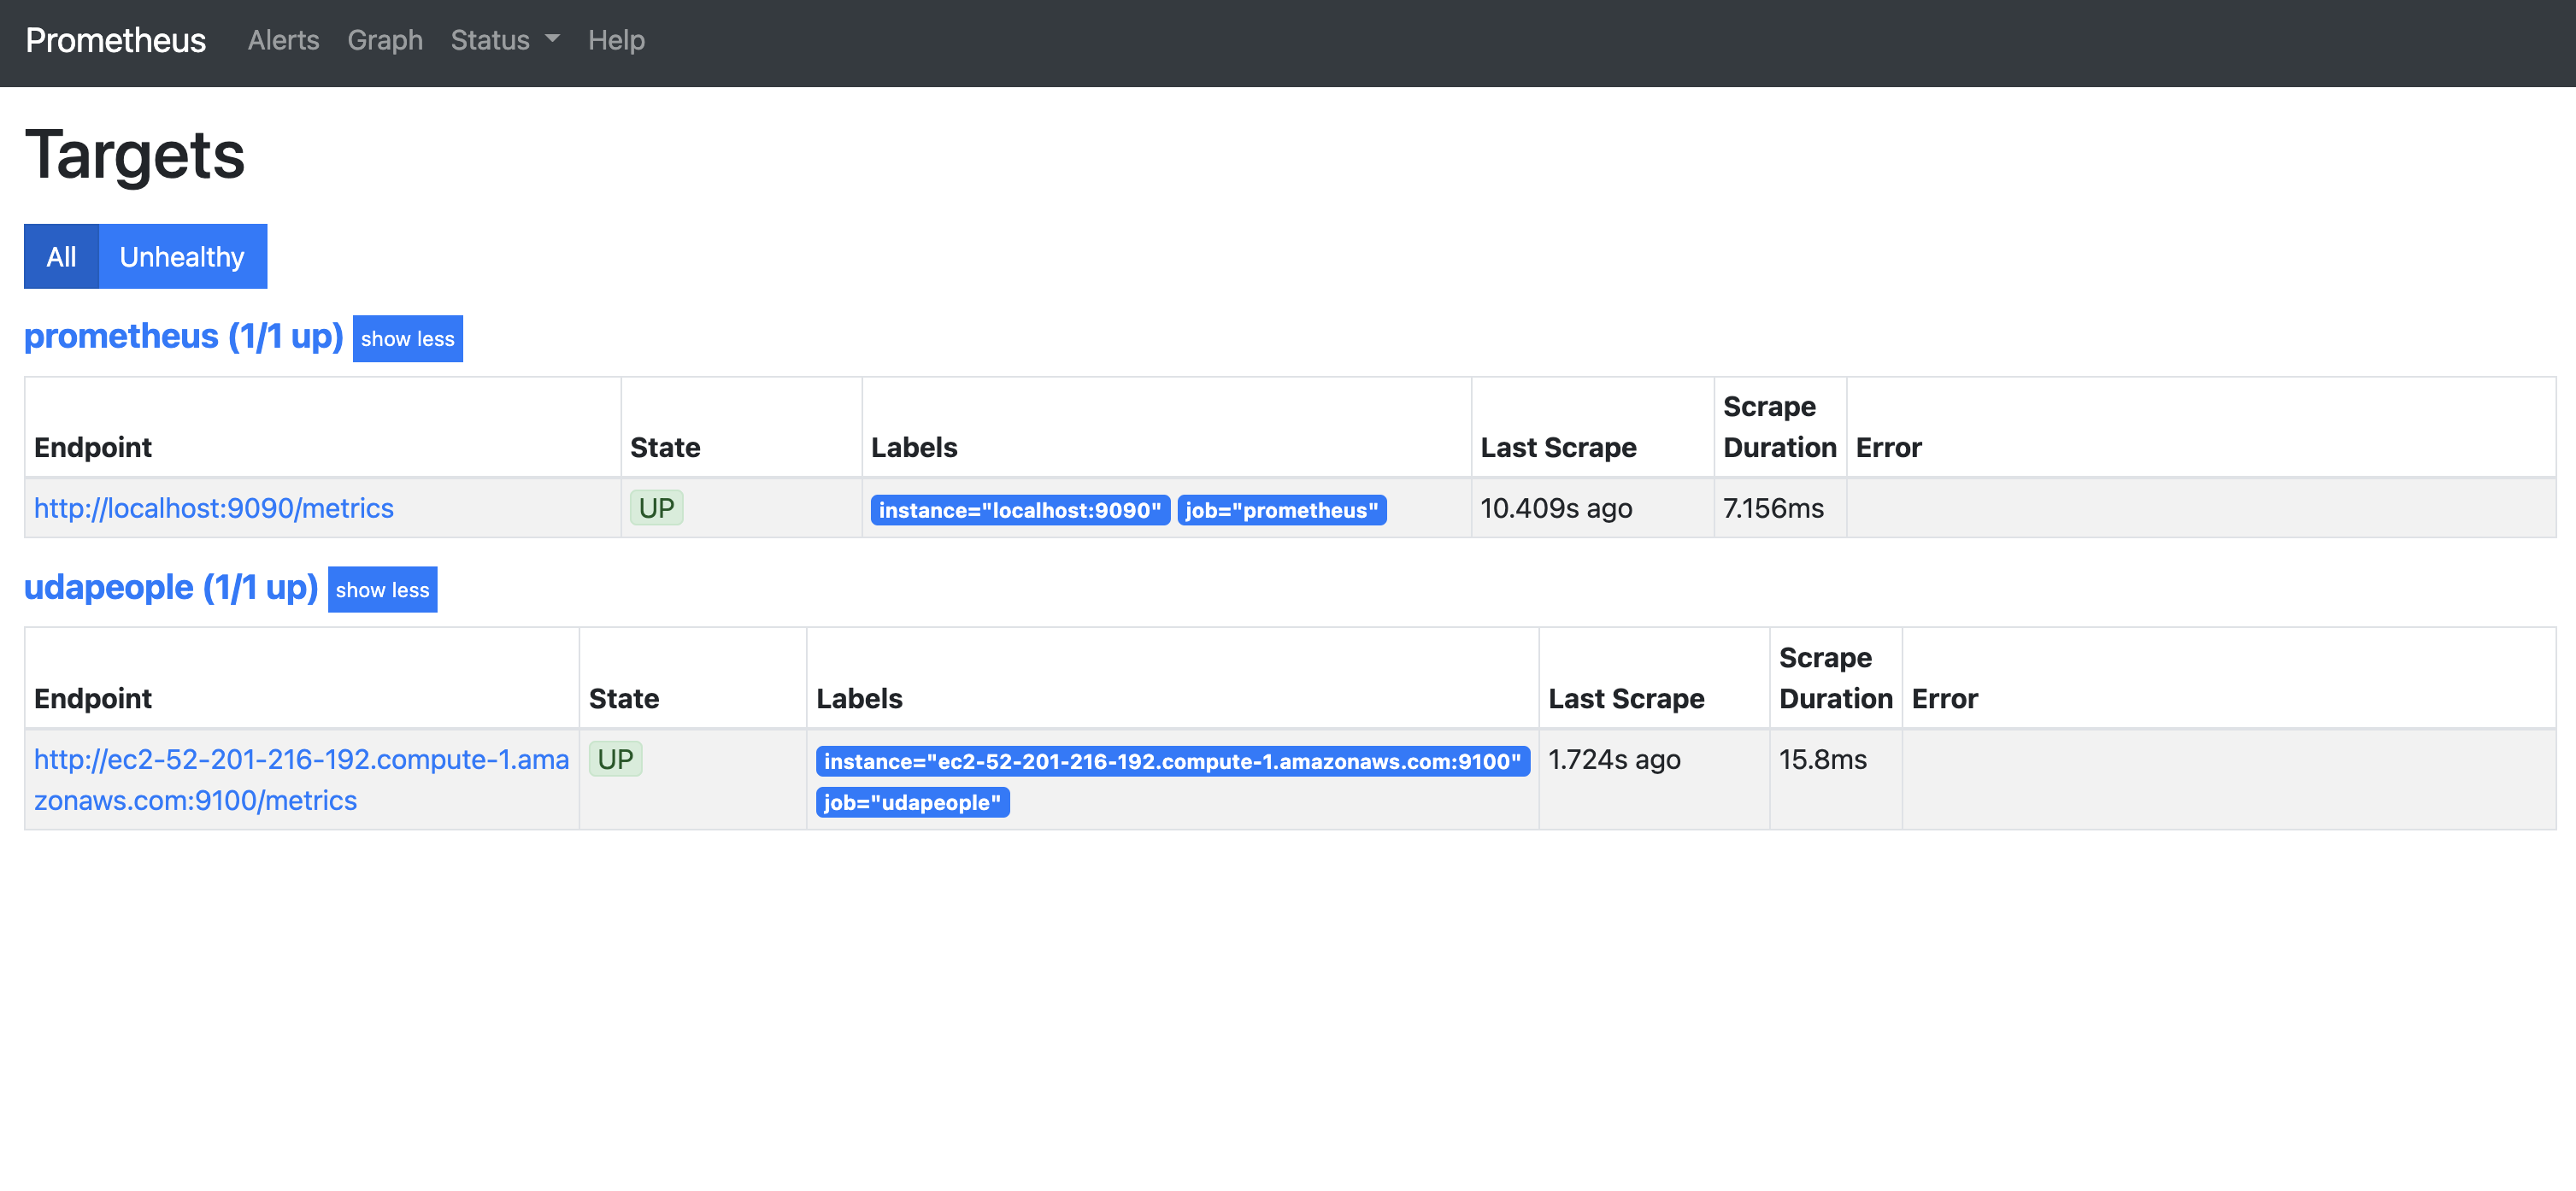 Prometheus Alerts Graph Status Help
Targets
All Unhealthy
prometheus (1/1 up) show less
Endpoint State Labels Last Scrape Scrape Duration Error
http://localhost:9090/metrics UP instance="localhost:9090" job="prometheus" 10.409s ago 7.156ms
udapeople (1/1 up) show less
Endpoint State Labels Last Scrape Scrape Duration Error
http://ec2-52-201-216-192.compute-1.ama
zonaws.com:9100/metrics
UP
instance="ec2-52-201-216-192.compute-1.amazonaws.com:9100"
job="udapeople"
1.724s ago
15.8ms